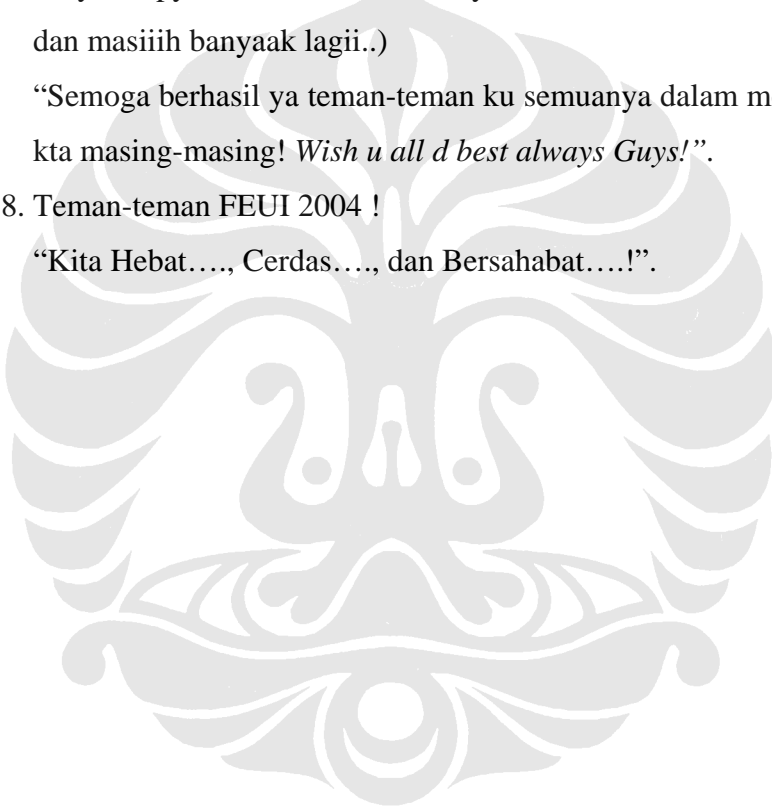 dan masiiih banyaak lagii..)
“Semoga berhasil ya teman-teman ku semuanya dalam m
kta masing-masing! Wish u all d best always Guys!”.
8. Teman-teman FEUI 2004 !
“Kita Hebat…., Cerdas…., dan Bersahabat….!”.